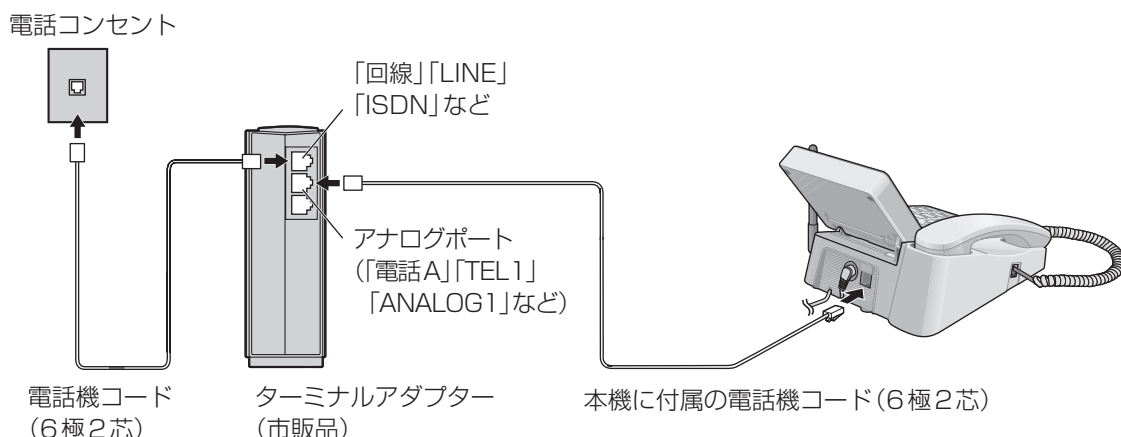 電話コンセント
「回線」「LINE」
「ISDN」など
アナログポート
（「電話A」「TEL1」
「ANALOG1」など）
電話機コード
（6極2芯）
ターミナルアダプター
（市販品）
本機に付属の電話機コード（6極2芯）